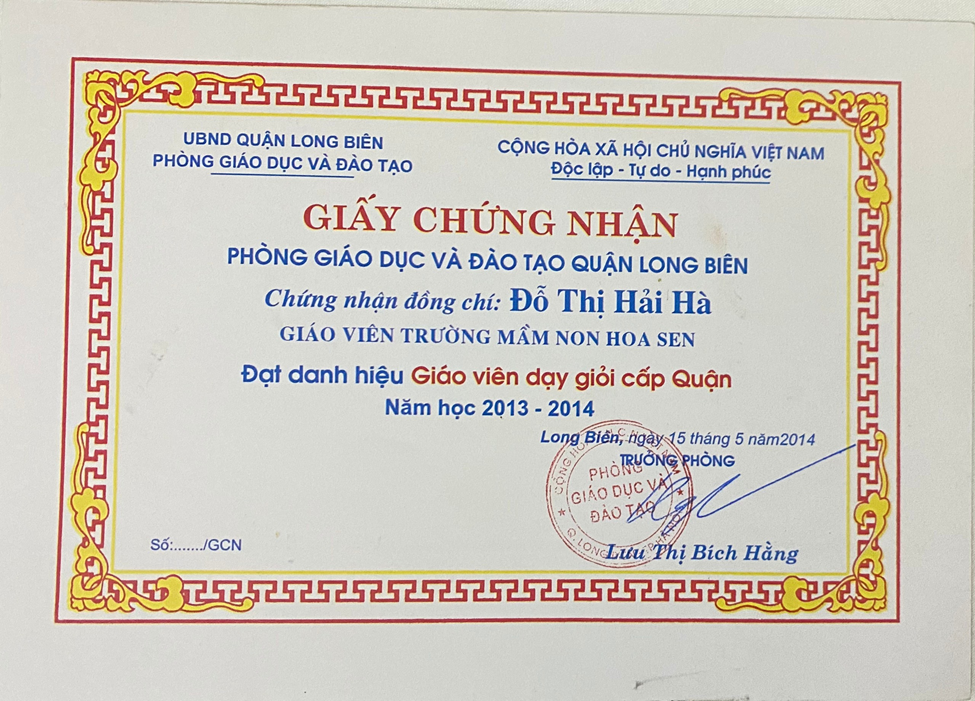 UBND QUẬN LONG BIÊN
PHÒNG GIÁO DỤC VÀ ĐÀO TẠO
CỘNG HÒA XÃ HỘI CHỦ NGHĨA VIỆT NAM
Độc lập - Tự do - Hạnh phúc
GIẤY CHỨNG NHẬN
PHÒNG GIÁO DỤC VÀ ĐÀO TẠO QUẬN LONG BIÊN
Chứng nhận đồng chí: Đỗ Thị Hải Hà
GIÁO VIÊN TRƯỜNG MẦM NON HOA SEN
Đạt danh hiệu Giáo viên dạy giỏi cấp Quận
Năm học 2013 - 2014
Long Biên, ngày 15 tháng 5 năm2014
TRƯỞNG PHÒNG
PHÒNG
GIÁO DỤC VÀ
ĐÀO TẠO
Q. LONG
Lưu Thị Bích Hằng
Số:......./GCN